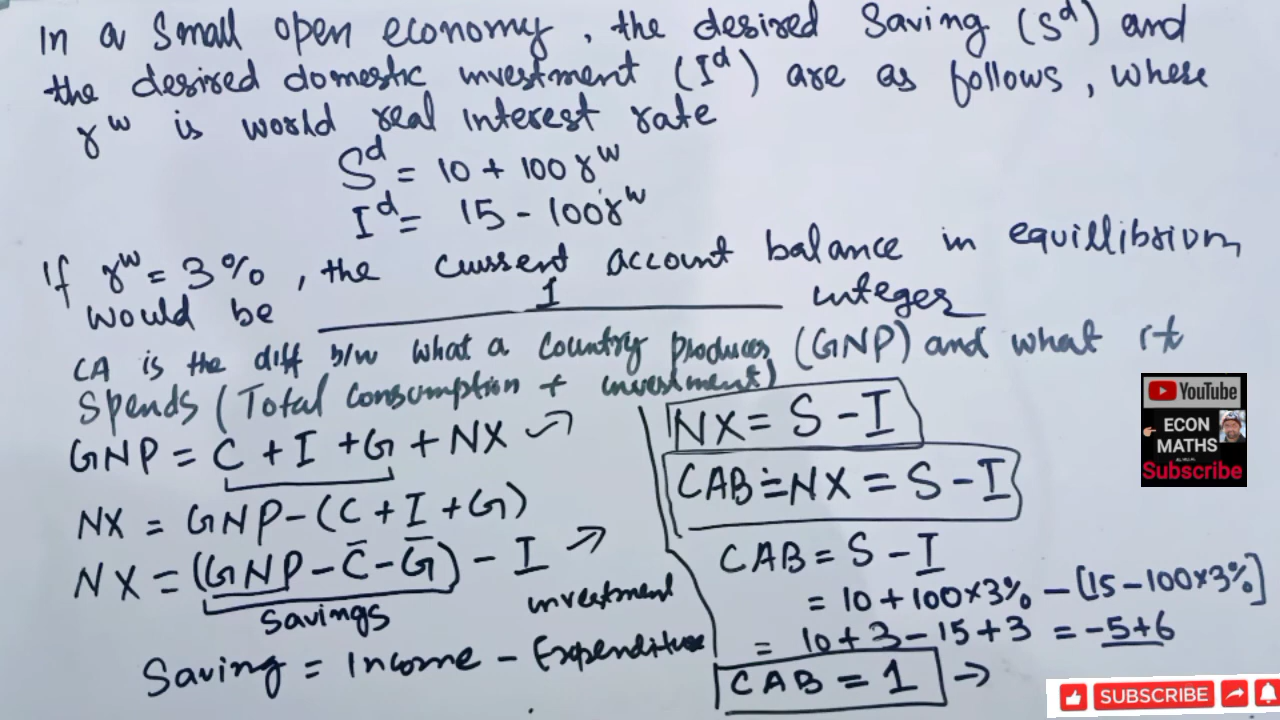 In a Small open economy, the desired Saving (S^d) and
the desired domestic investment (I^d) are as follows, where
r^w is world real interest rate
S^d = 10 + 100 r^w
I^d = 15 - 100 r^w
If r^w = 3%, the current account balance in equillibrium,
would be 1 integer
CA is the diff b/w what a Country produces (GNP) and what it
Spends (Total Consumption + investment)
GNP = C + I + G + NX
NX = GNP - (C + I + G)
NX = (GNP - C̄ - Ḡ) - I
Savings
investment
Saving = Income - Expenditure
NX = S - I
CAB = NX = S - I
CAB = S - I
= 10 + 100 × 3% - [15 - 100 × 3%]
= 10 + 3 - 15 + 3 = -5 + 6
CAB = 1 →
YouTube
ECON
MATHS
Subscribe
SUBSCRIBE